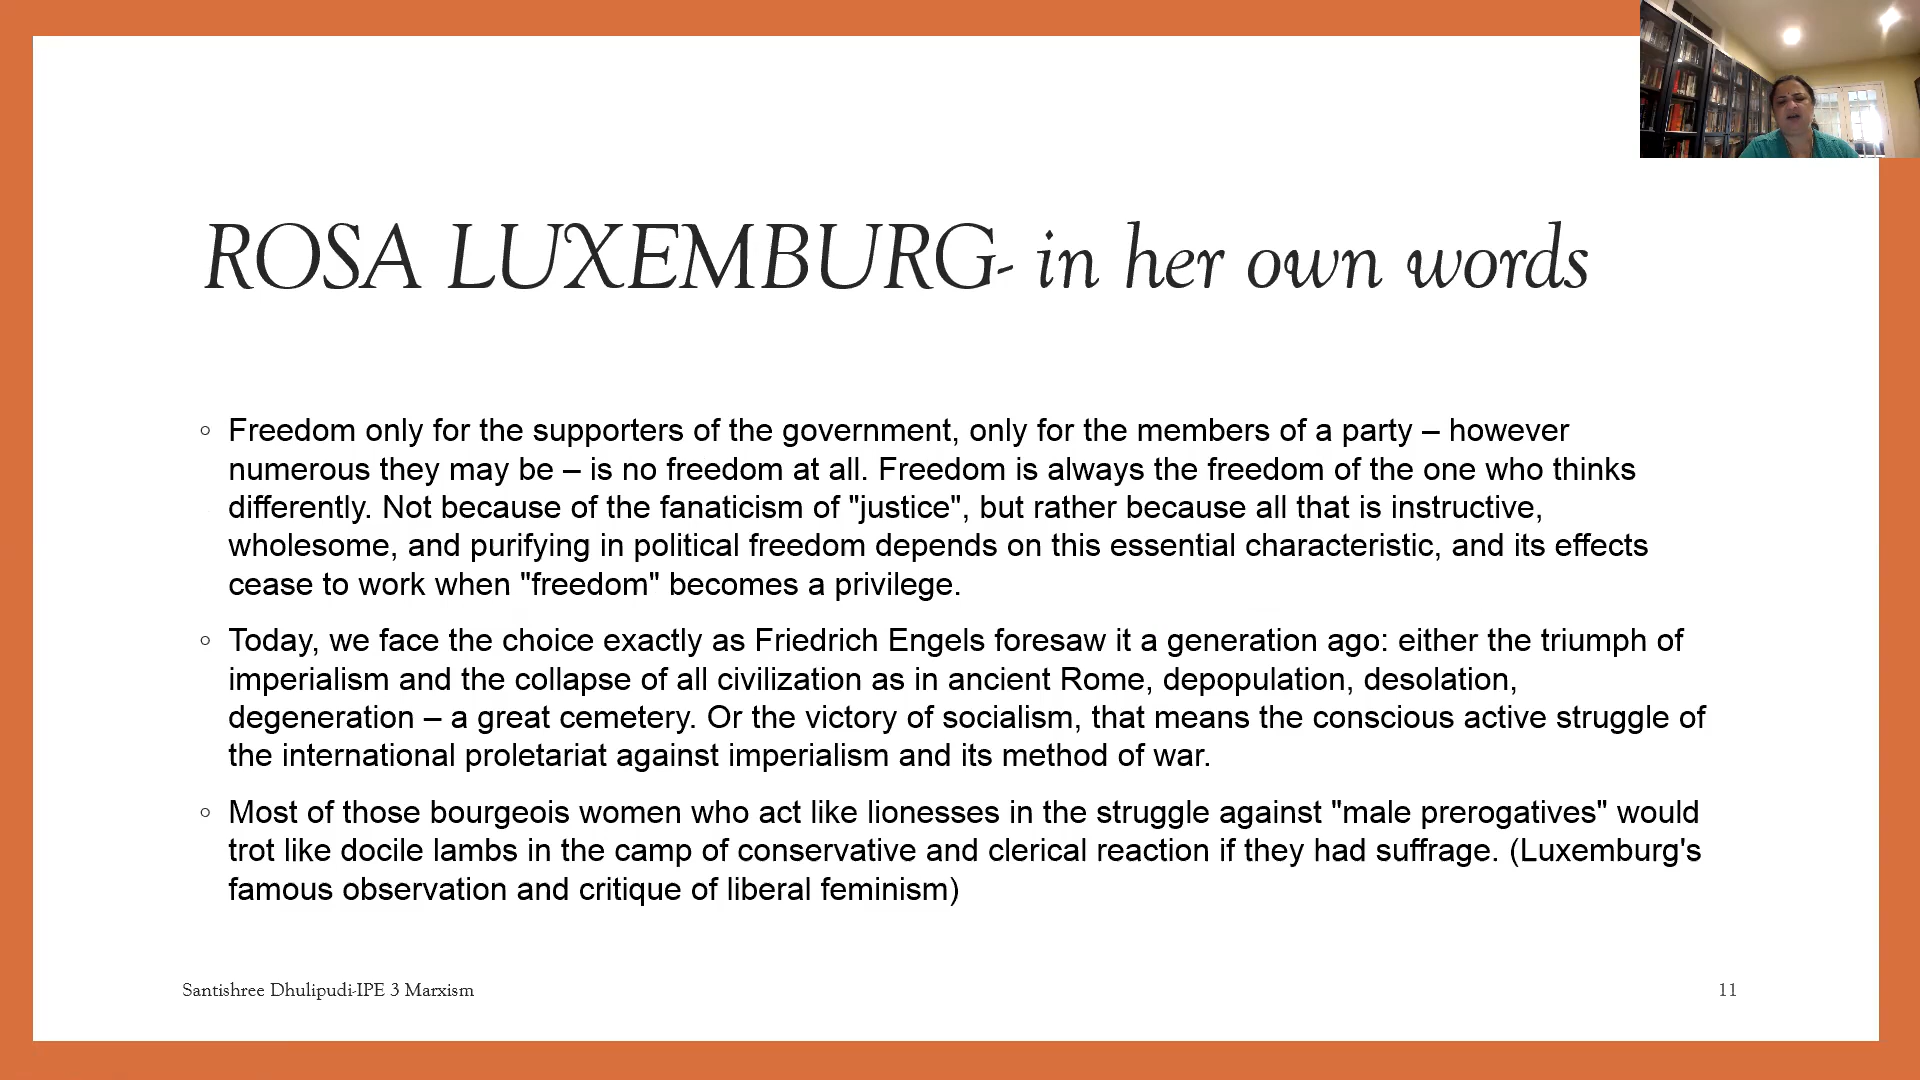 ROSA LUXEMBURG- in her own words
◦ Freedom only for the supporters of the government, only for the members of a party – however
numerous they may be – is no freedom at all. Freedom is always the freedom of the one who thinks
differently. Not because of the fanaticism of "justice", but rather because all that is instructive,
wholesome, and purifying in political freedom depends on this essential characteristic, and its effects
cease to work when "freedom" becomes a privilege.
◦ Today, we face the choice exactly as Friedrich Engels foresaw it a generation ago: either the triumph of
imperialism and the collapse of all civilization as in ancient Rome, depopulation, desolation,
degeneration – a great cemetery. Or the victory of socialism, that means the conscious active struggle of
the international proletariat against imperialism and its method of war.
◦ Most of those bourgeois women who act like lionesses in the struggle against "male prerogatives" would
trot like docile lambs in the camp of conservative and clerical reaction if they had suffrage. (Luxemburg's
famous observation and critique of liberal feminism)
Santishree Dhulipudi-IPE 3 Marxism
11